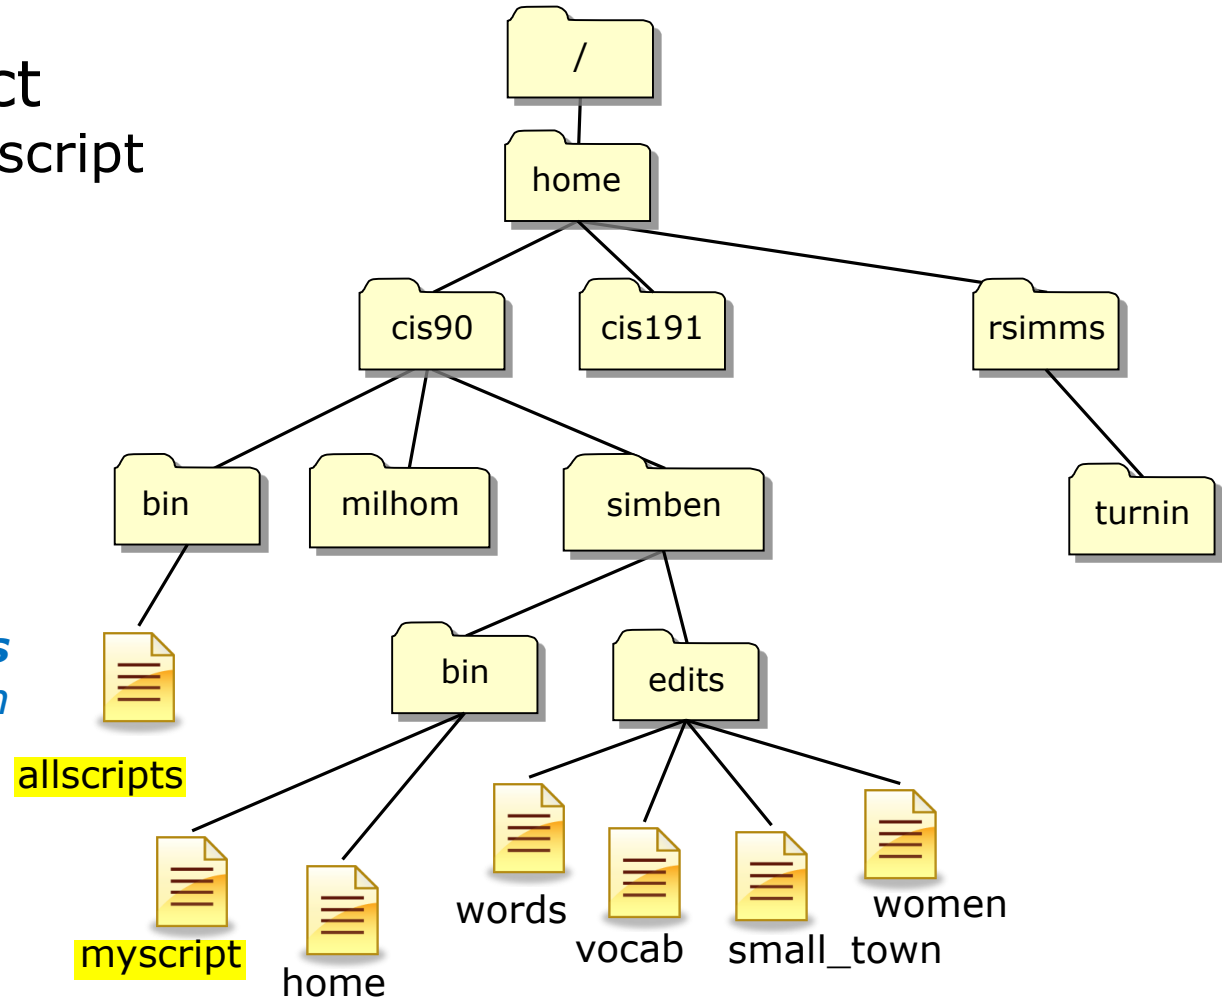 /
ct
script
home
cis90
cis191
rsimms
bin
milhom
simben
turnin
s
n
bin
edits
allscripts
myscript
home
words
vocab
small_town
women